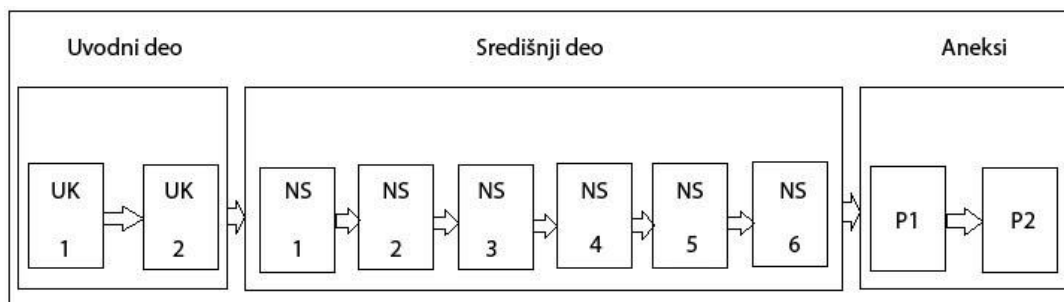 Uvodni deo
Središnji deo
Aneksi
UK
1
UK
2
NS
1
NS
2
NS
3
NS
4
NS
5
NS
6
P1
P2